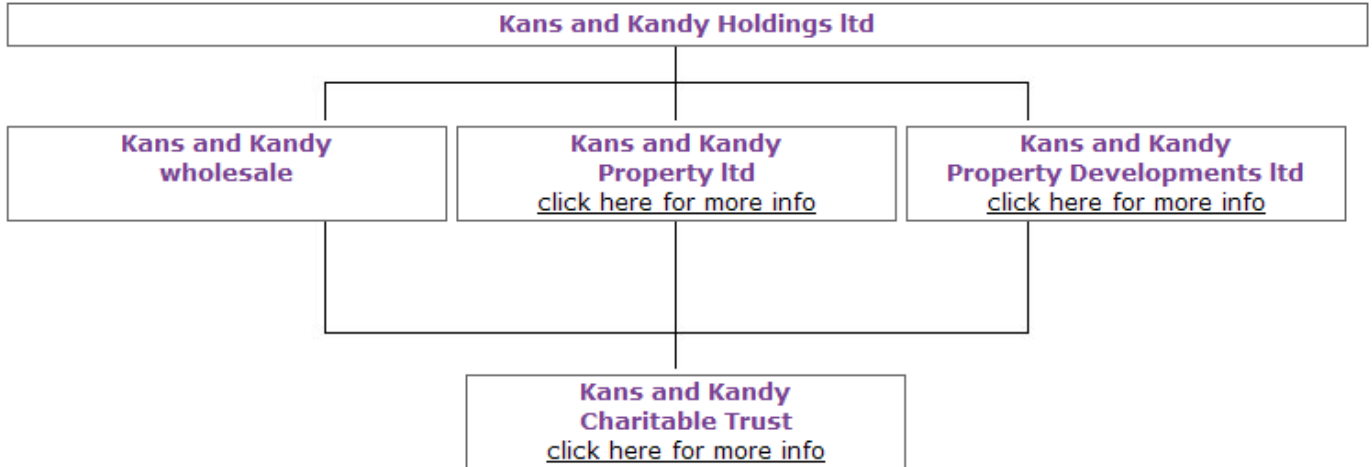 Kans and Kandy Holdings ltd
Kans and Kandy
wholesale
Kans and Kandy
Property ltd
click here for more info
Kans and Kandy
Property Developments ltd
click here for more info
Kans and Kandy
Charitable Trust
click here for more info